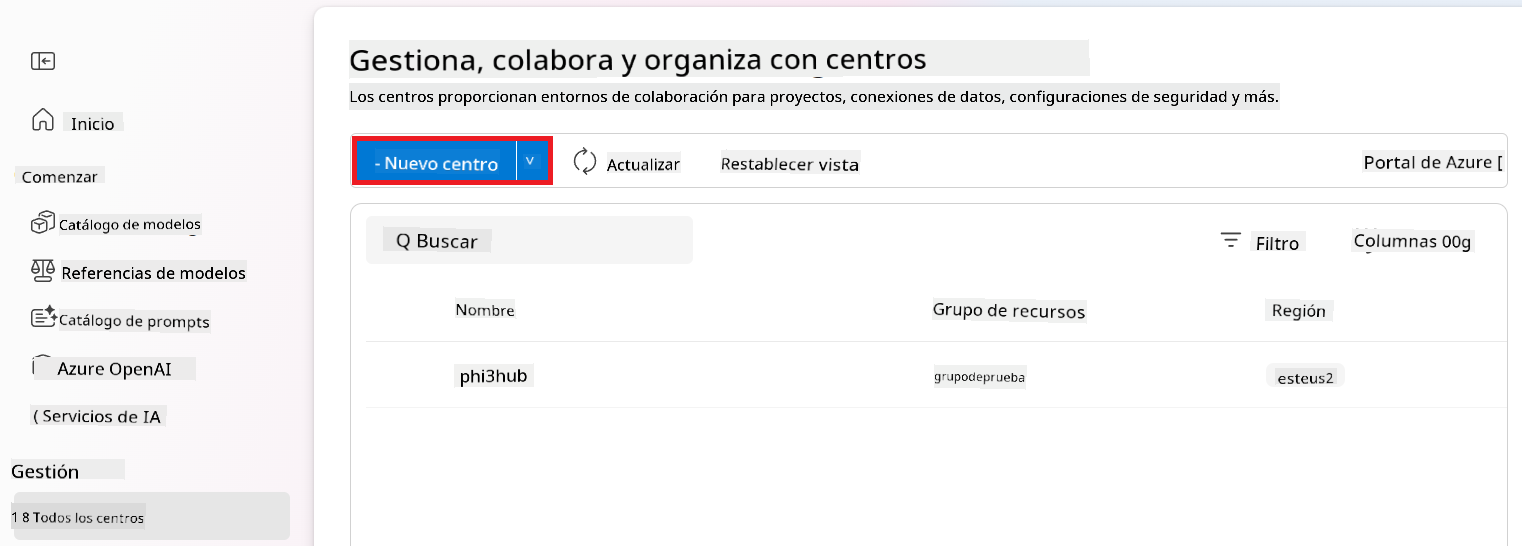 Gestiona, colabora y organiza con centros
Los centros proporcionan entornos de colaboración para proyectos, conexiones de datos, configuraciones de seguridad y más.
Inicio
Comenzar
Catálogo de modelos
Referencias de modelos
Catálogo de prompts
Azure OpenAI
( Servicios de IA
Gestión
1 8 Todos los centros
- Nuevo centro ˅ Actualizar Restablecer vista Portal de Azure [
Q Buscar Filtro Columnas 00g
Nombre Grupo de recursos Región
phi3hub grupodeprueba esteus2